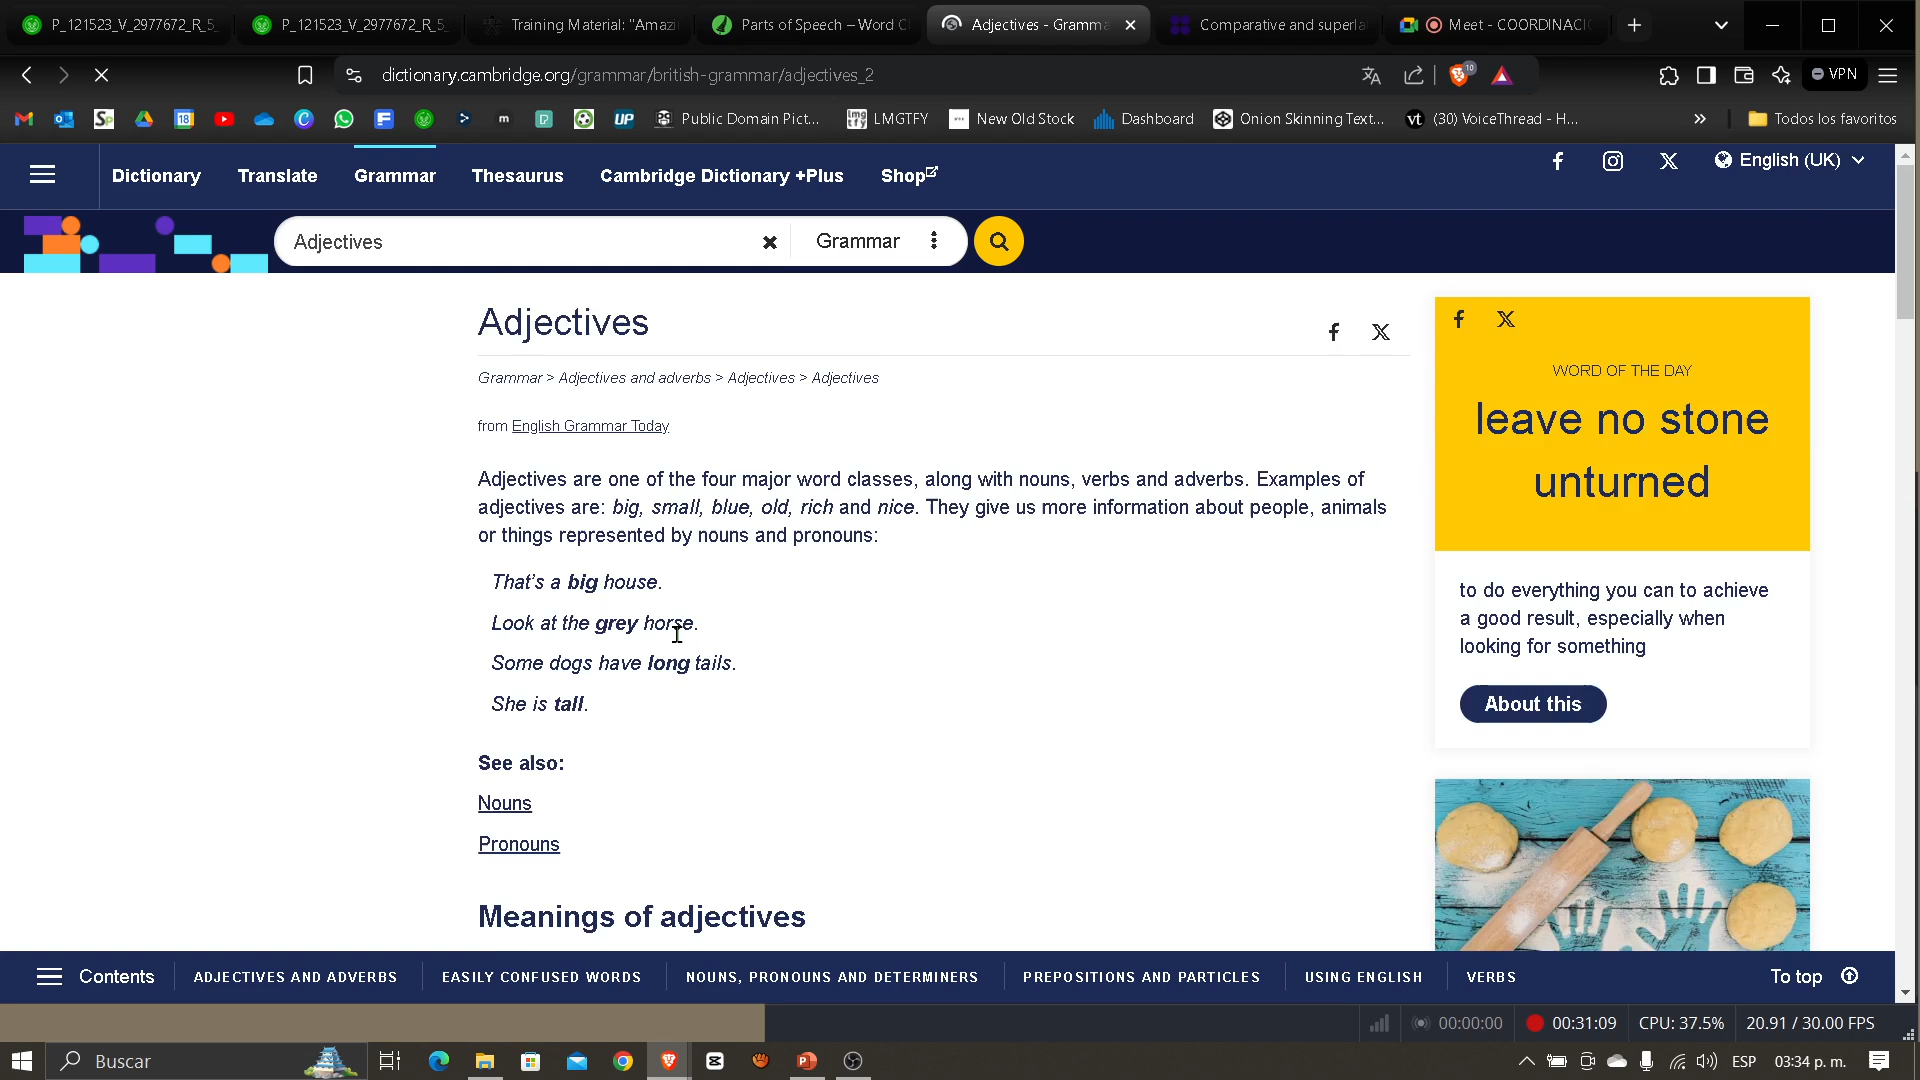 P_121523_V_2977672_R_5
P_121523_V_2977672_R_5
Training Material: "Amazi
Parts of Speech – Word Cl
Adjectives - Gramma
Comparative and superla
Meet - COORDINACIO
dictionary.cambridge.org/grammar/british-grammar/adjectives_2
10
VPN
18
Public Domain Pict...
LMGTFY
New Old Stock
Dashboard
Onion Skinning Text...
(30) VoiceThread - H...
Todos los favoritos
Dictionary
Translate
Grammar
Thesaurus
Cambridge Dictionary +Plus
Shop
English (UK)
Adjectives
Grammar
Adjectives
Grammar > Adjectives and adverbs > Adjectives > Adjectives
from English Grammar Today
Adjectives are one of the four major word classes, along with nouns, verbs and adverbs. Examples of
adjectives are: big, small, blue, old, rich and nice. They give us more information about people, animals
or things represented by nouns and pronouns:
That's a big house.
Look at the grey horse.
Some dogs have long tails.
She is tall.
See also:
Nouns
Pronouns
Meanings of adjectives
WORD OF THE DAY
leave no stone
unturned
to do everything you can to achieve
a good result, especially when
looking for something
About this
Contents
ADJECTIVES AND ADVERBS
EASILY CONFUSED WORDS
NOUNS, PRONOUNS AND DETERMINERS
PREPOSITIONS AND PARTICLES
USING ENGLISH
VERBS
To top
00:00:00
00:31:09
CPU: 37.5%
20.91 / 30.00 FPS
Buscar
ESP
03:34 p. m.